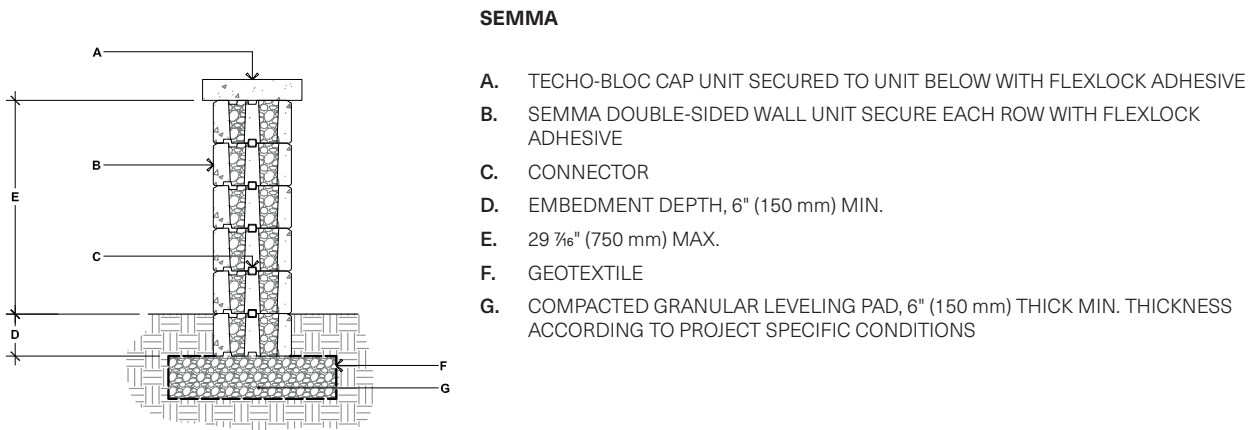 SEMMA
A. TECHO-BLOC CAP UNIT SECURED TO UNIT BELOW WITH FLEXLOCK ADHESIVE
B. SEMMA DOUBLE-SIDED WALL UNIT SECURE EACH ROW WITH FLEXLOCK
ADHESIVE
C. CONNECTOR
D. EMBEDMENT DEPTH, 6" (150 mm) MIN.
E. 29 7⁄16" (750 mm) MAX.
F. GEOTEXTILE
G. COMPACTED GRANULAR LEVELING PAD, 6" (150 mm) THICK MIN. THICKNESS
ACCORDING TO PROJECT SPECIFIC CONDITIONS
A
B
E
C
D
F
G